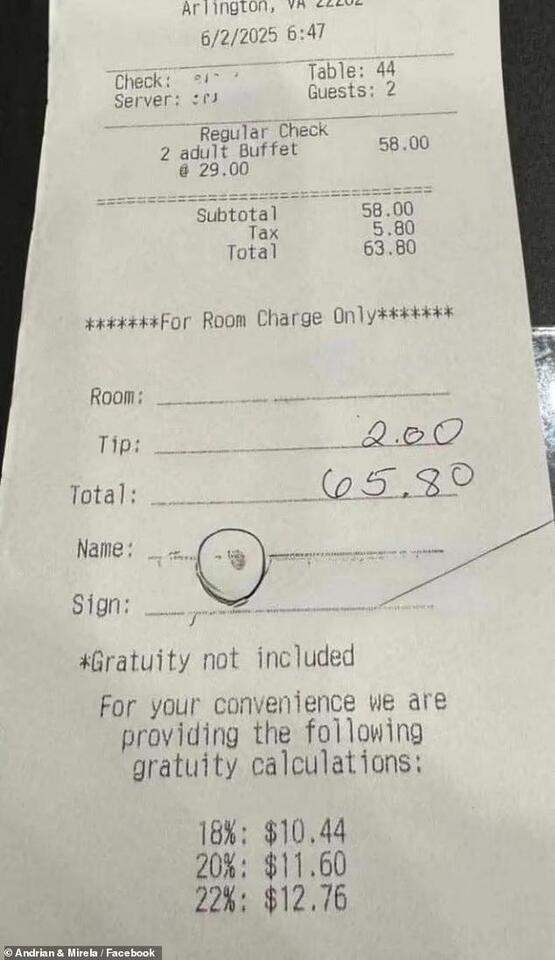 Arlington, VA 22202
6/2/2025 6:47
Check: Table: 44
Server: Guests: 2
Regular Check
2 adult Buffet 58.00
@ 29.00
Subtotal 58.00
Tax 5.80
Total 63.80
*******For Room Charge Only*******
Room:
Tip: 2.00
Total: 65.80
Name:
Sign:
*Gratuity not included
For your convenience we are
providing the following
gratuity calculations:
18%: $10.44
20%: $11.60
22%: $12.76
© Andrian & Mirela / Facebook